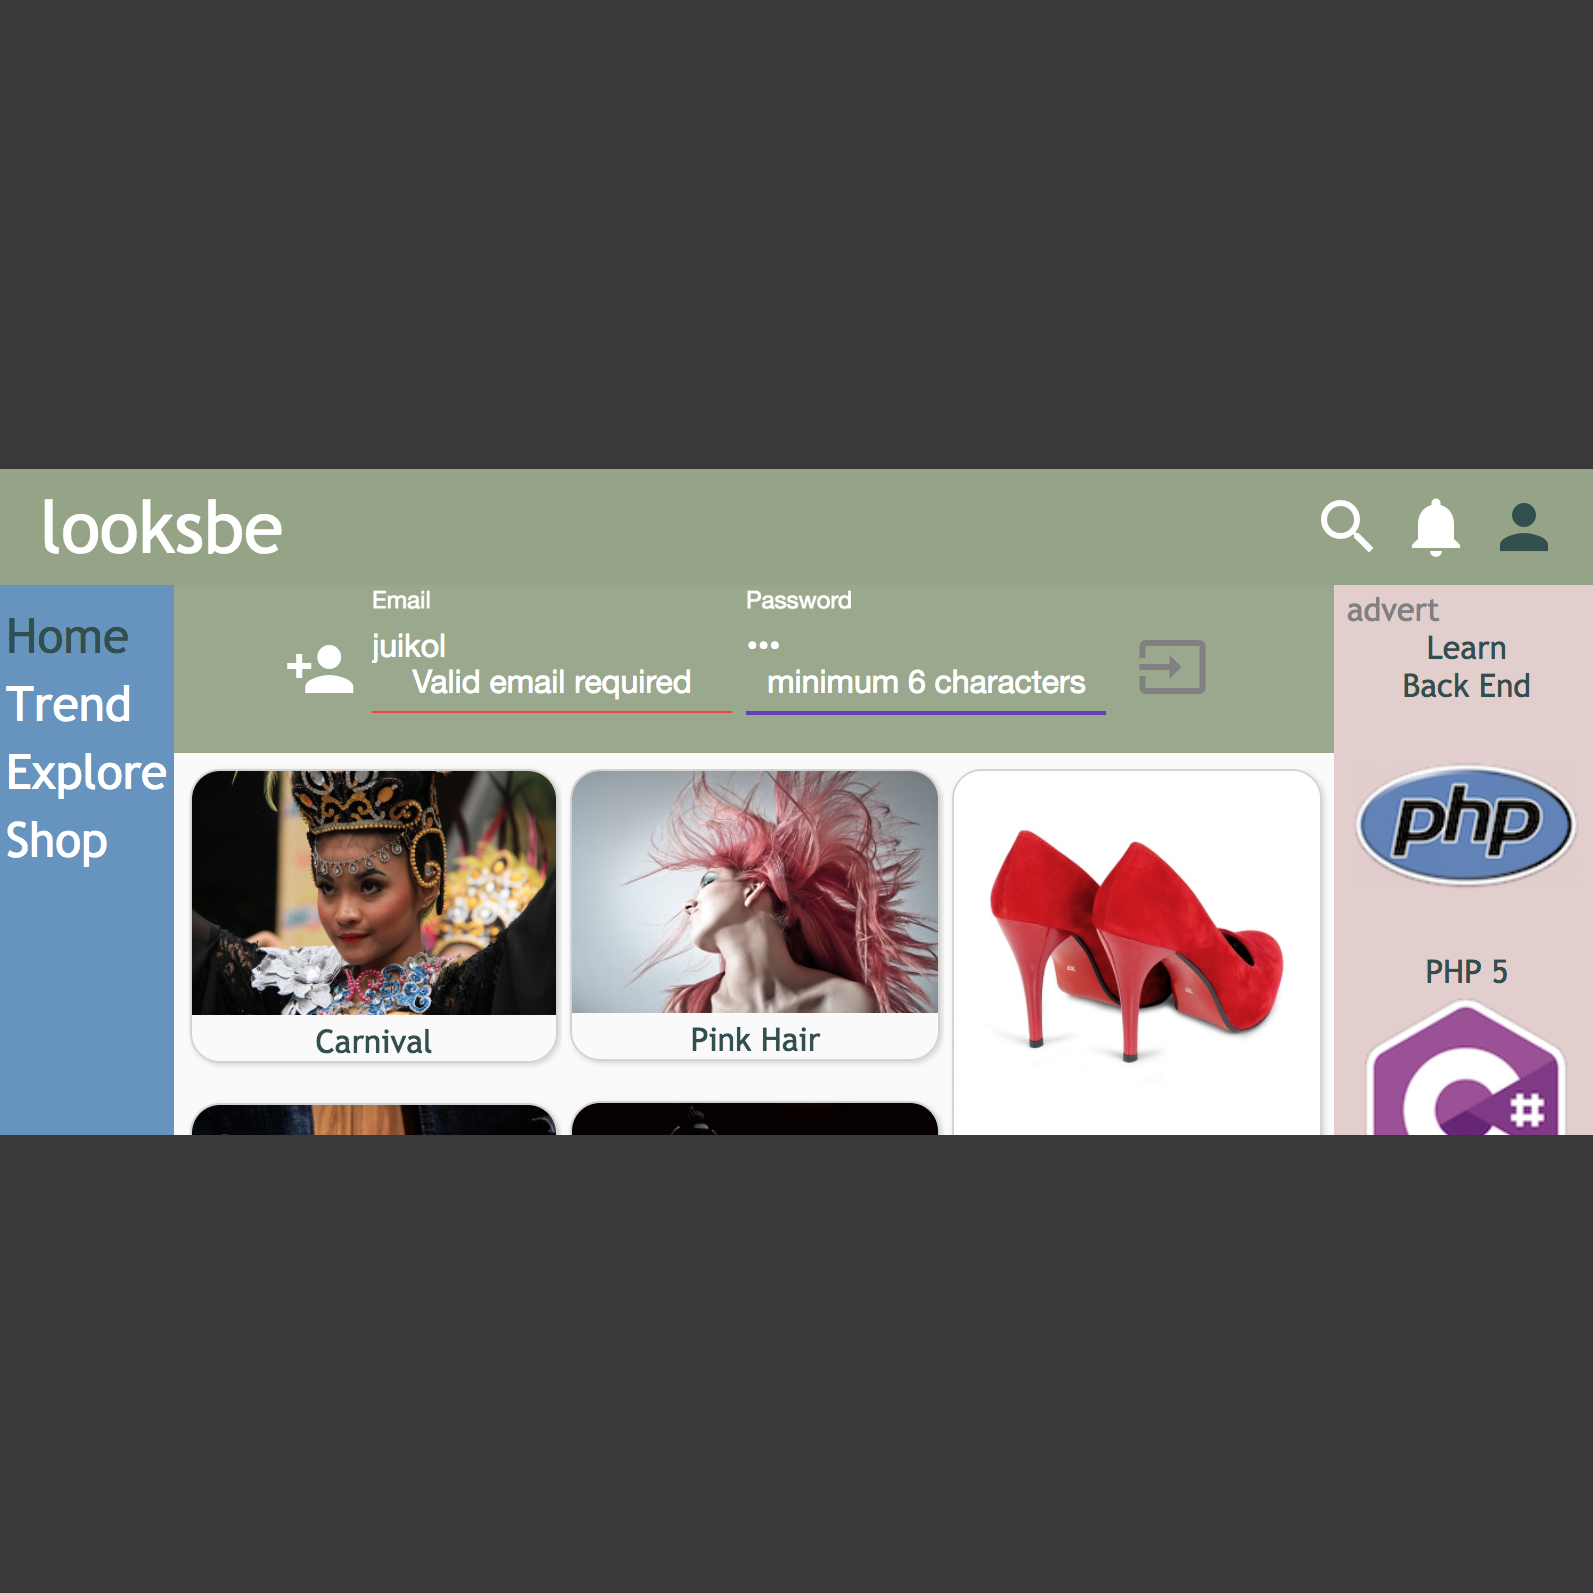 looksbe
Home
Trend
Explore
Shop
Email
juikol
Valid email required
Password
•••
minimum 6 characters
Carnival
Pink Hair
advert
Learn
Back End
php
PHP 5
C#